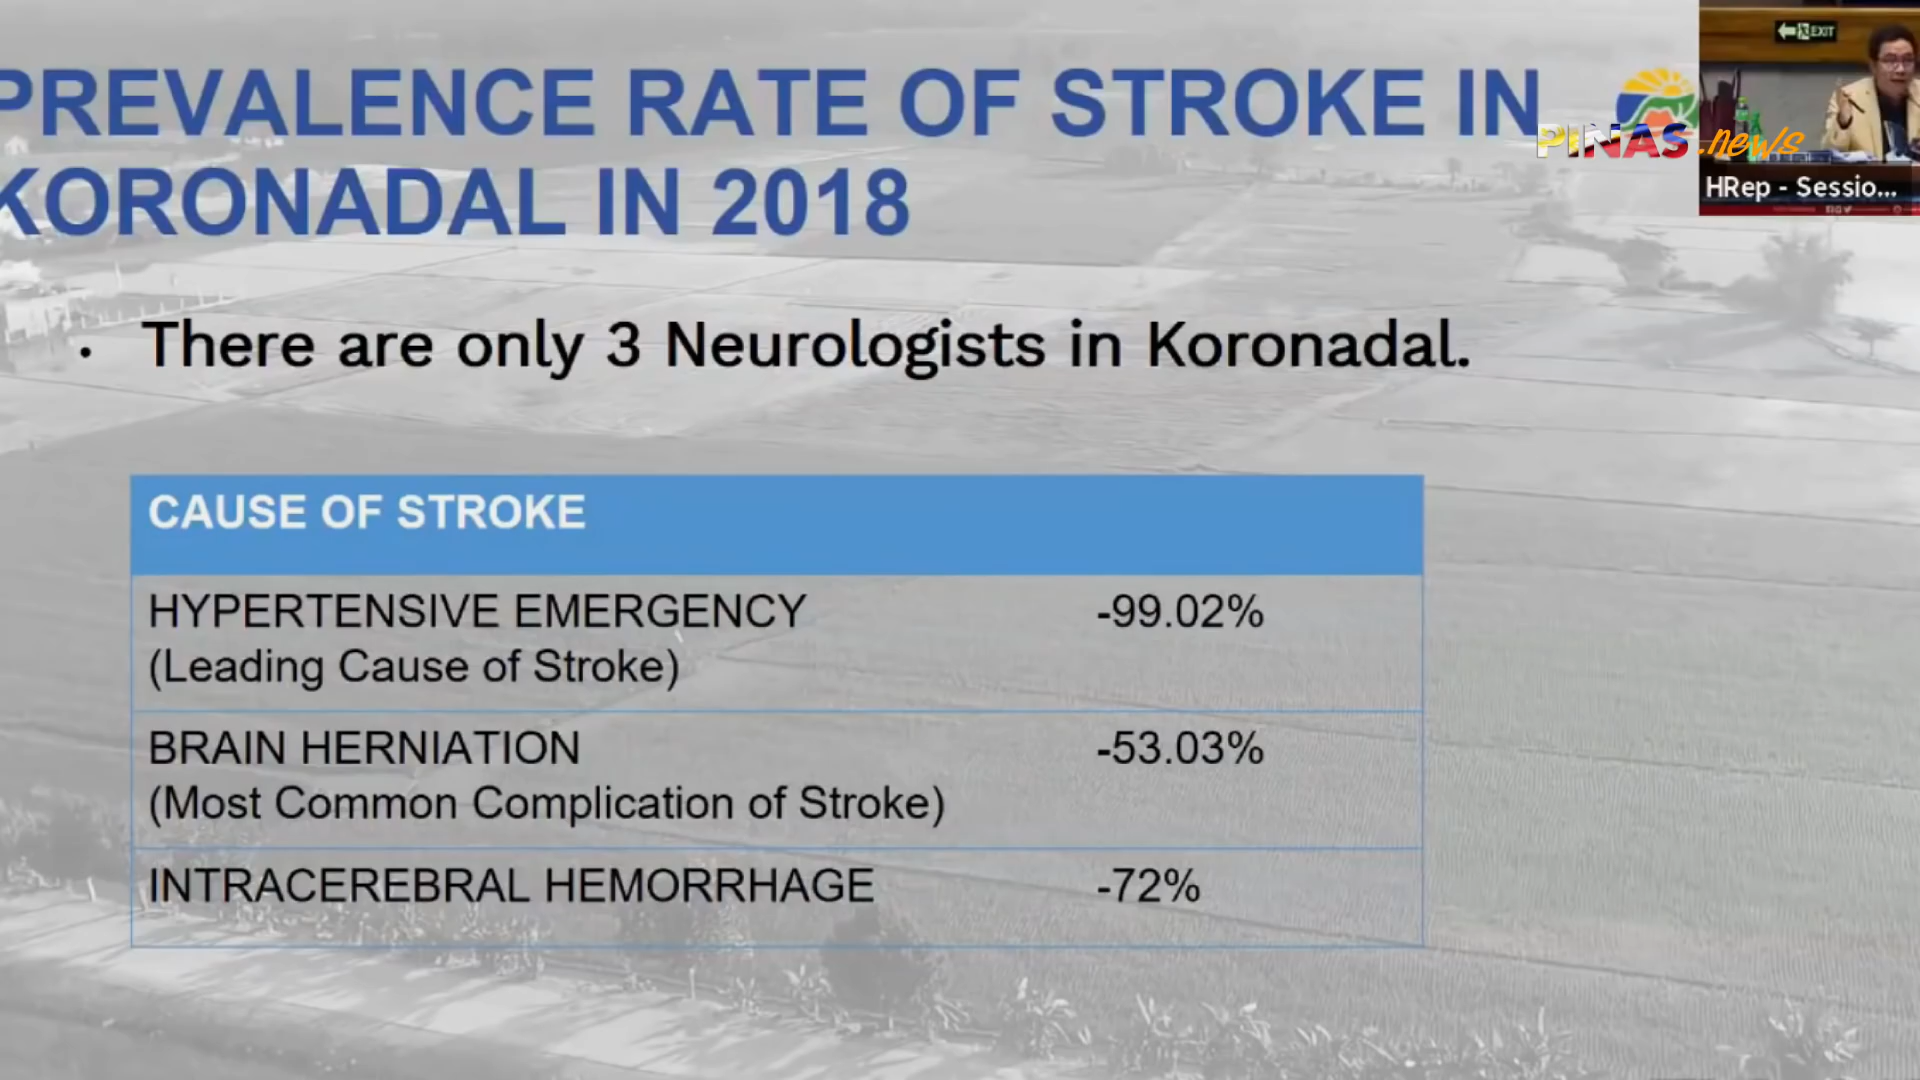 PREVALENCE RATE OF STROKE IN
KORONADAL IN 2018
PINAS.news
EXIT
HRep - Sessio...
• There are only 3 Neurologists in Koronadal.
CAUSE OF STROKE
HYPERTENSIVE EMERGENCY -99.02%
(Leading Cause of Stroke)
BRAIN HERNIATION -53.03%
(Most Common Complication of Stroke)
INTRACEREBRAL HEMORRHAGE -72%